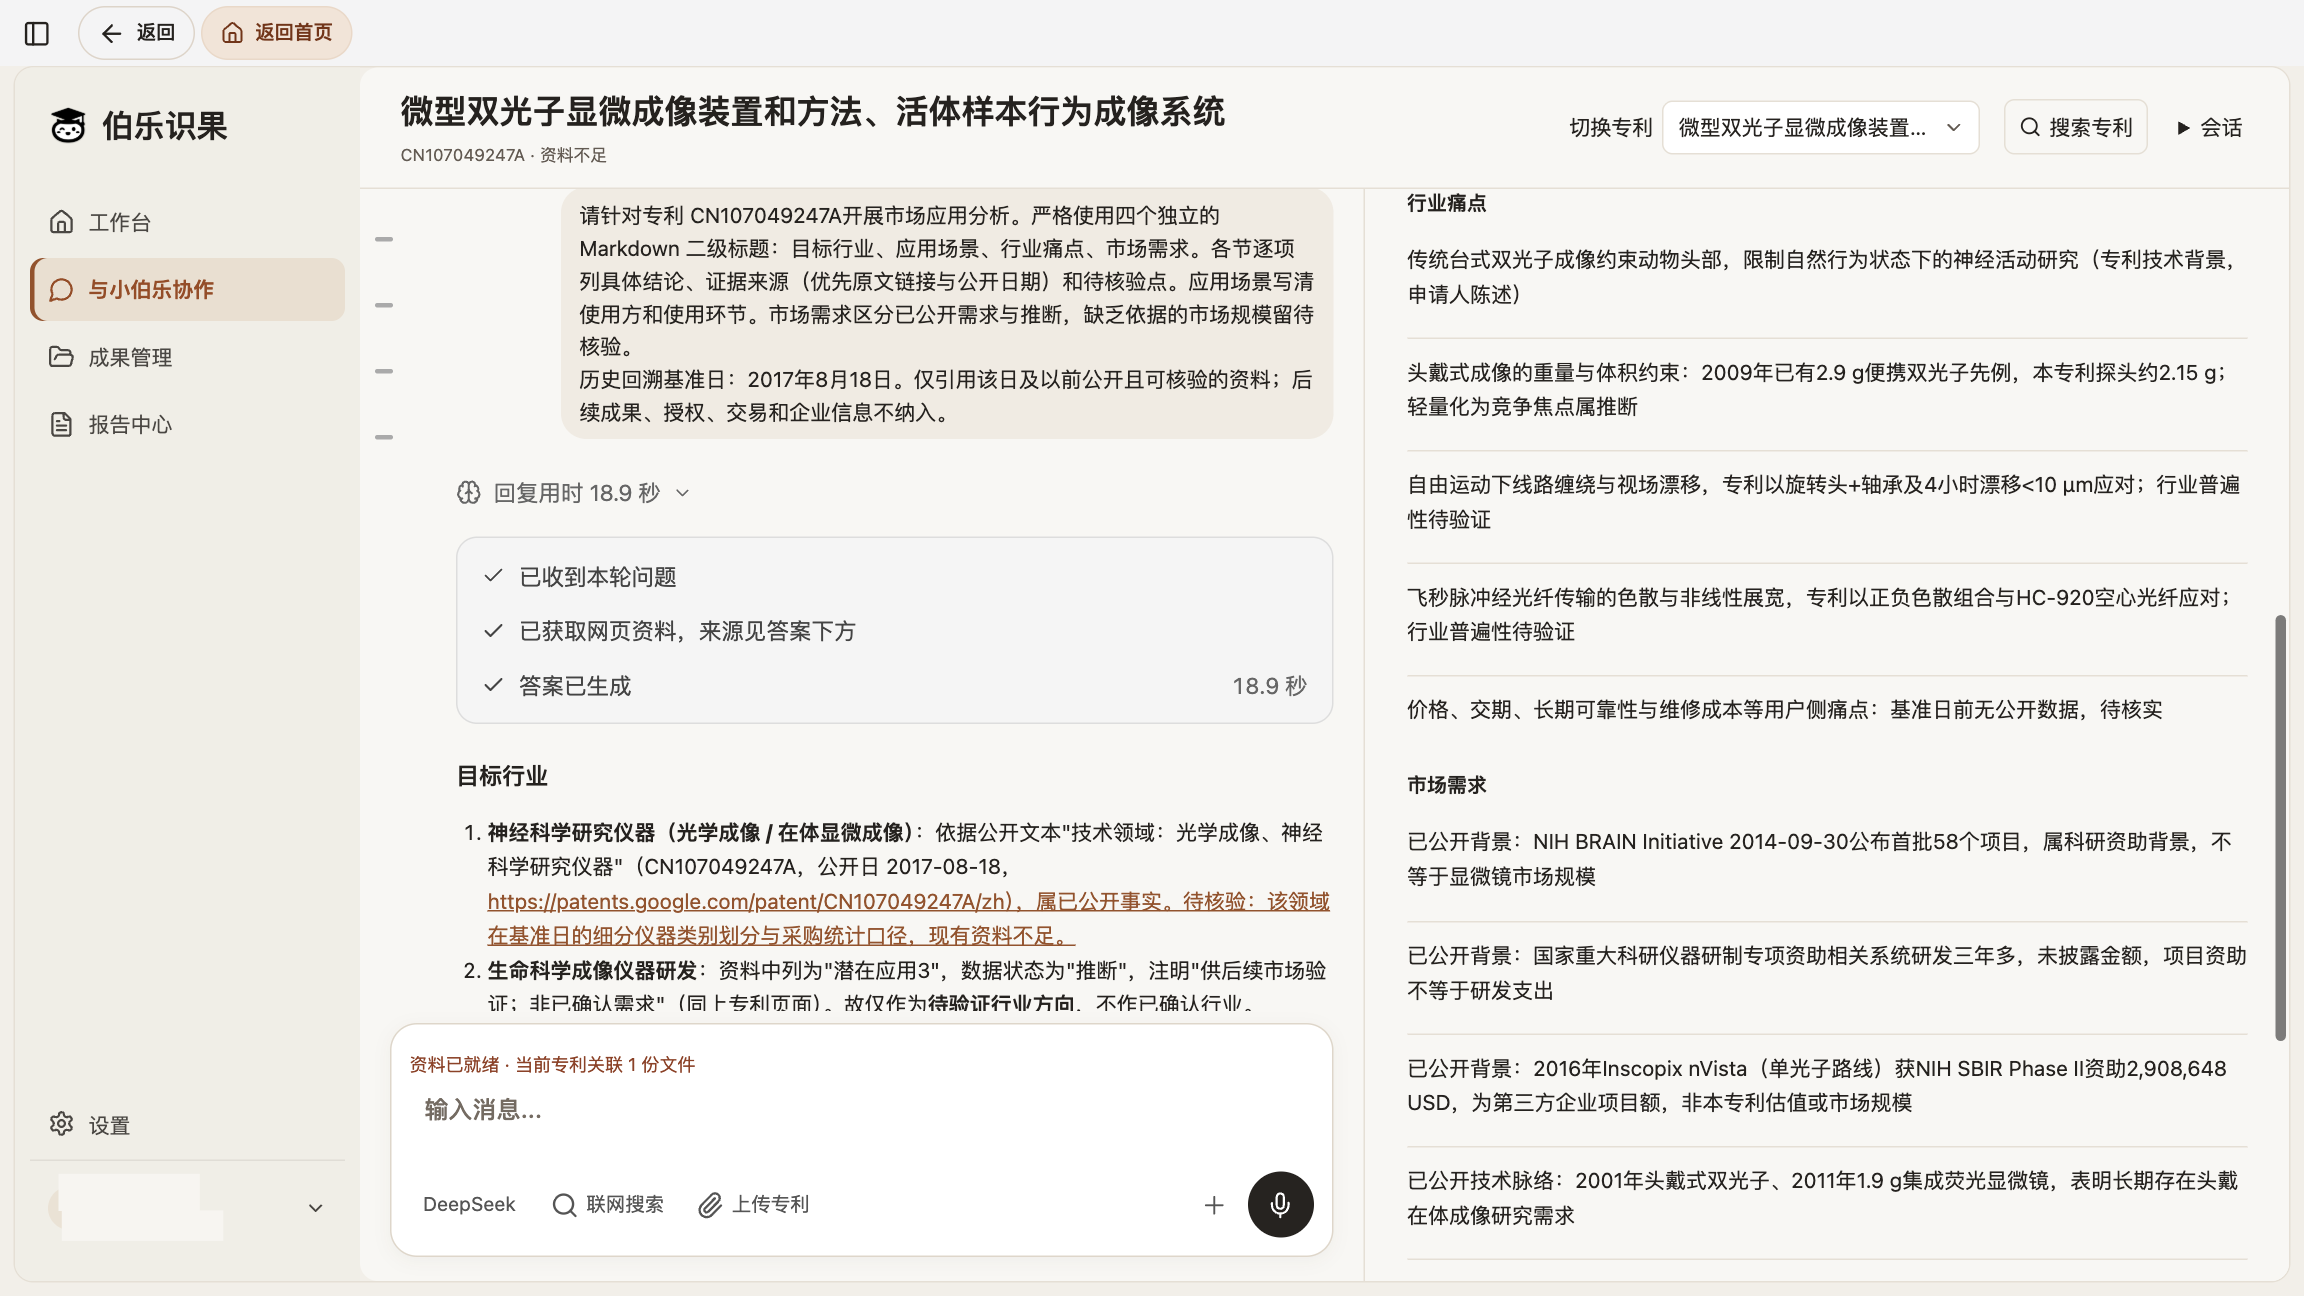 返回
返回首页
伯乐识果
工作台
与小伯乐协作
成果管理
报告中心
设置
微型双光子显微成像装置和方法、活体样本行为成像系统
CN107049247A · 资料不足
切换专利
微型双光子显微成像装置...
搜索专利
会话
请针对专利 CN107049247A开展市场应用分析。严格使用四个独立的
Markdown 二级标题：目标行业、应用场景、行业痛点、市场需求。各节逐项
列具体结论、证据来源（优先原文链接与公开日期）和待核验点。应用场景写清
使用方和使用环节。市场需求区分已公开需求与推断，缺乏依据的市场规模留待
核验。
历史回溯基准日：2017年8月18日。仅引用该日及以前公开且可核验的资料；后
续成果、授权、交易和企业信息不纳入。
回复用时 18.9 秒
已收到本轮问题
已获取网页资料，来源见答案下方
答案已生成
18.9 秒
目标行业
1. 神经科学研究仪器（光学成像 / 在体显微成像）：依据公开文本"技术领域：光学成像、神经
科学研究仪器"（CN107049247A，公开日 2017-08-18，
https://patents.google.com/patent/CN107049247A/zh），属已公开事实。待核验：该领域
在基准日的细分仪器类别划分与采购统计口径，现有资料不足。
2. 生命科学成像仪器研发：资料中列为"潜在应用3"，数据状态为"推断"，注明"供后续市场验
证；非已确认需求"（同上专利页面）。故仅作为待验证行业方向，不作已确认行业。
资料已就绪 · 当前专利关联 1 份文件
输入消息...
DeepSeek
联网搜索
上传专利
行业痛点
传统台式双光子成像约束动物头部，限制自然行为状态下的神经活动研究（专利技术背景，
申请人陈述）
头戴式成像的重量与体积约束：2009年已有2.9 g便携双光子先例，本专利探头约2.15 g；
轻量化为竞争焦点属推断
自由运动下线路缠绕与视场漂移，专利以旋转头+轴承及4小时漂移<10 μm应对；行业普遍
性待验证
飞秒脉冲经光纤传输的色散与非线性展宽，专利以正负色散组合与HC-920空心光纤应对；
行业普遍性待验证
价格、交期、长期可靠性与维修成本等用户侧痛点：基准日前无公开数据，待核实
市场需求
已公开背景：NIH BRAIN Initiative 2014-09-30公布首批58个项目，属科研资助背景，不
等于显微镜市场规模
已公开背景：国家重大科研仪器研制专项资助相关系统研发三年多，未披露金额，项目资助
不等于研发支出
已公开背景：2016年Inscopix nVista（单光子路线）获NIH SBIR Phase II资助2,908,648
USD，为第三方企业项目额，非本专利估值或市场规模
已公开技术脉络：2001年头戴式双光子、2011年1.9 g集成荧光显微镜，表明长期存在头戴
在体成像研究需求